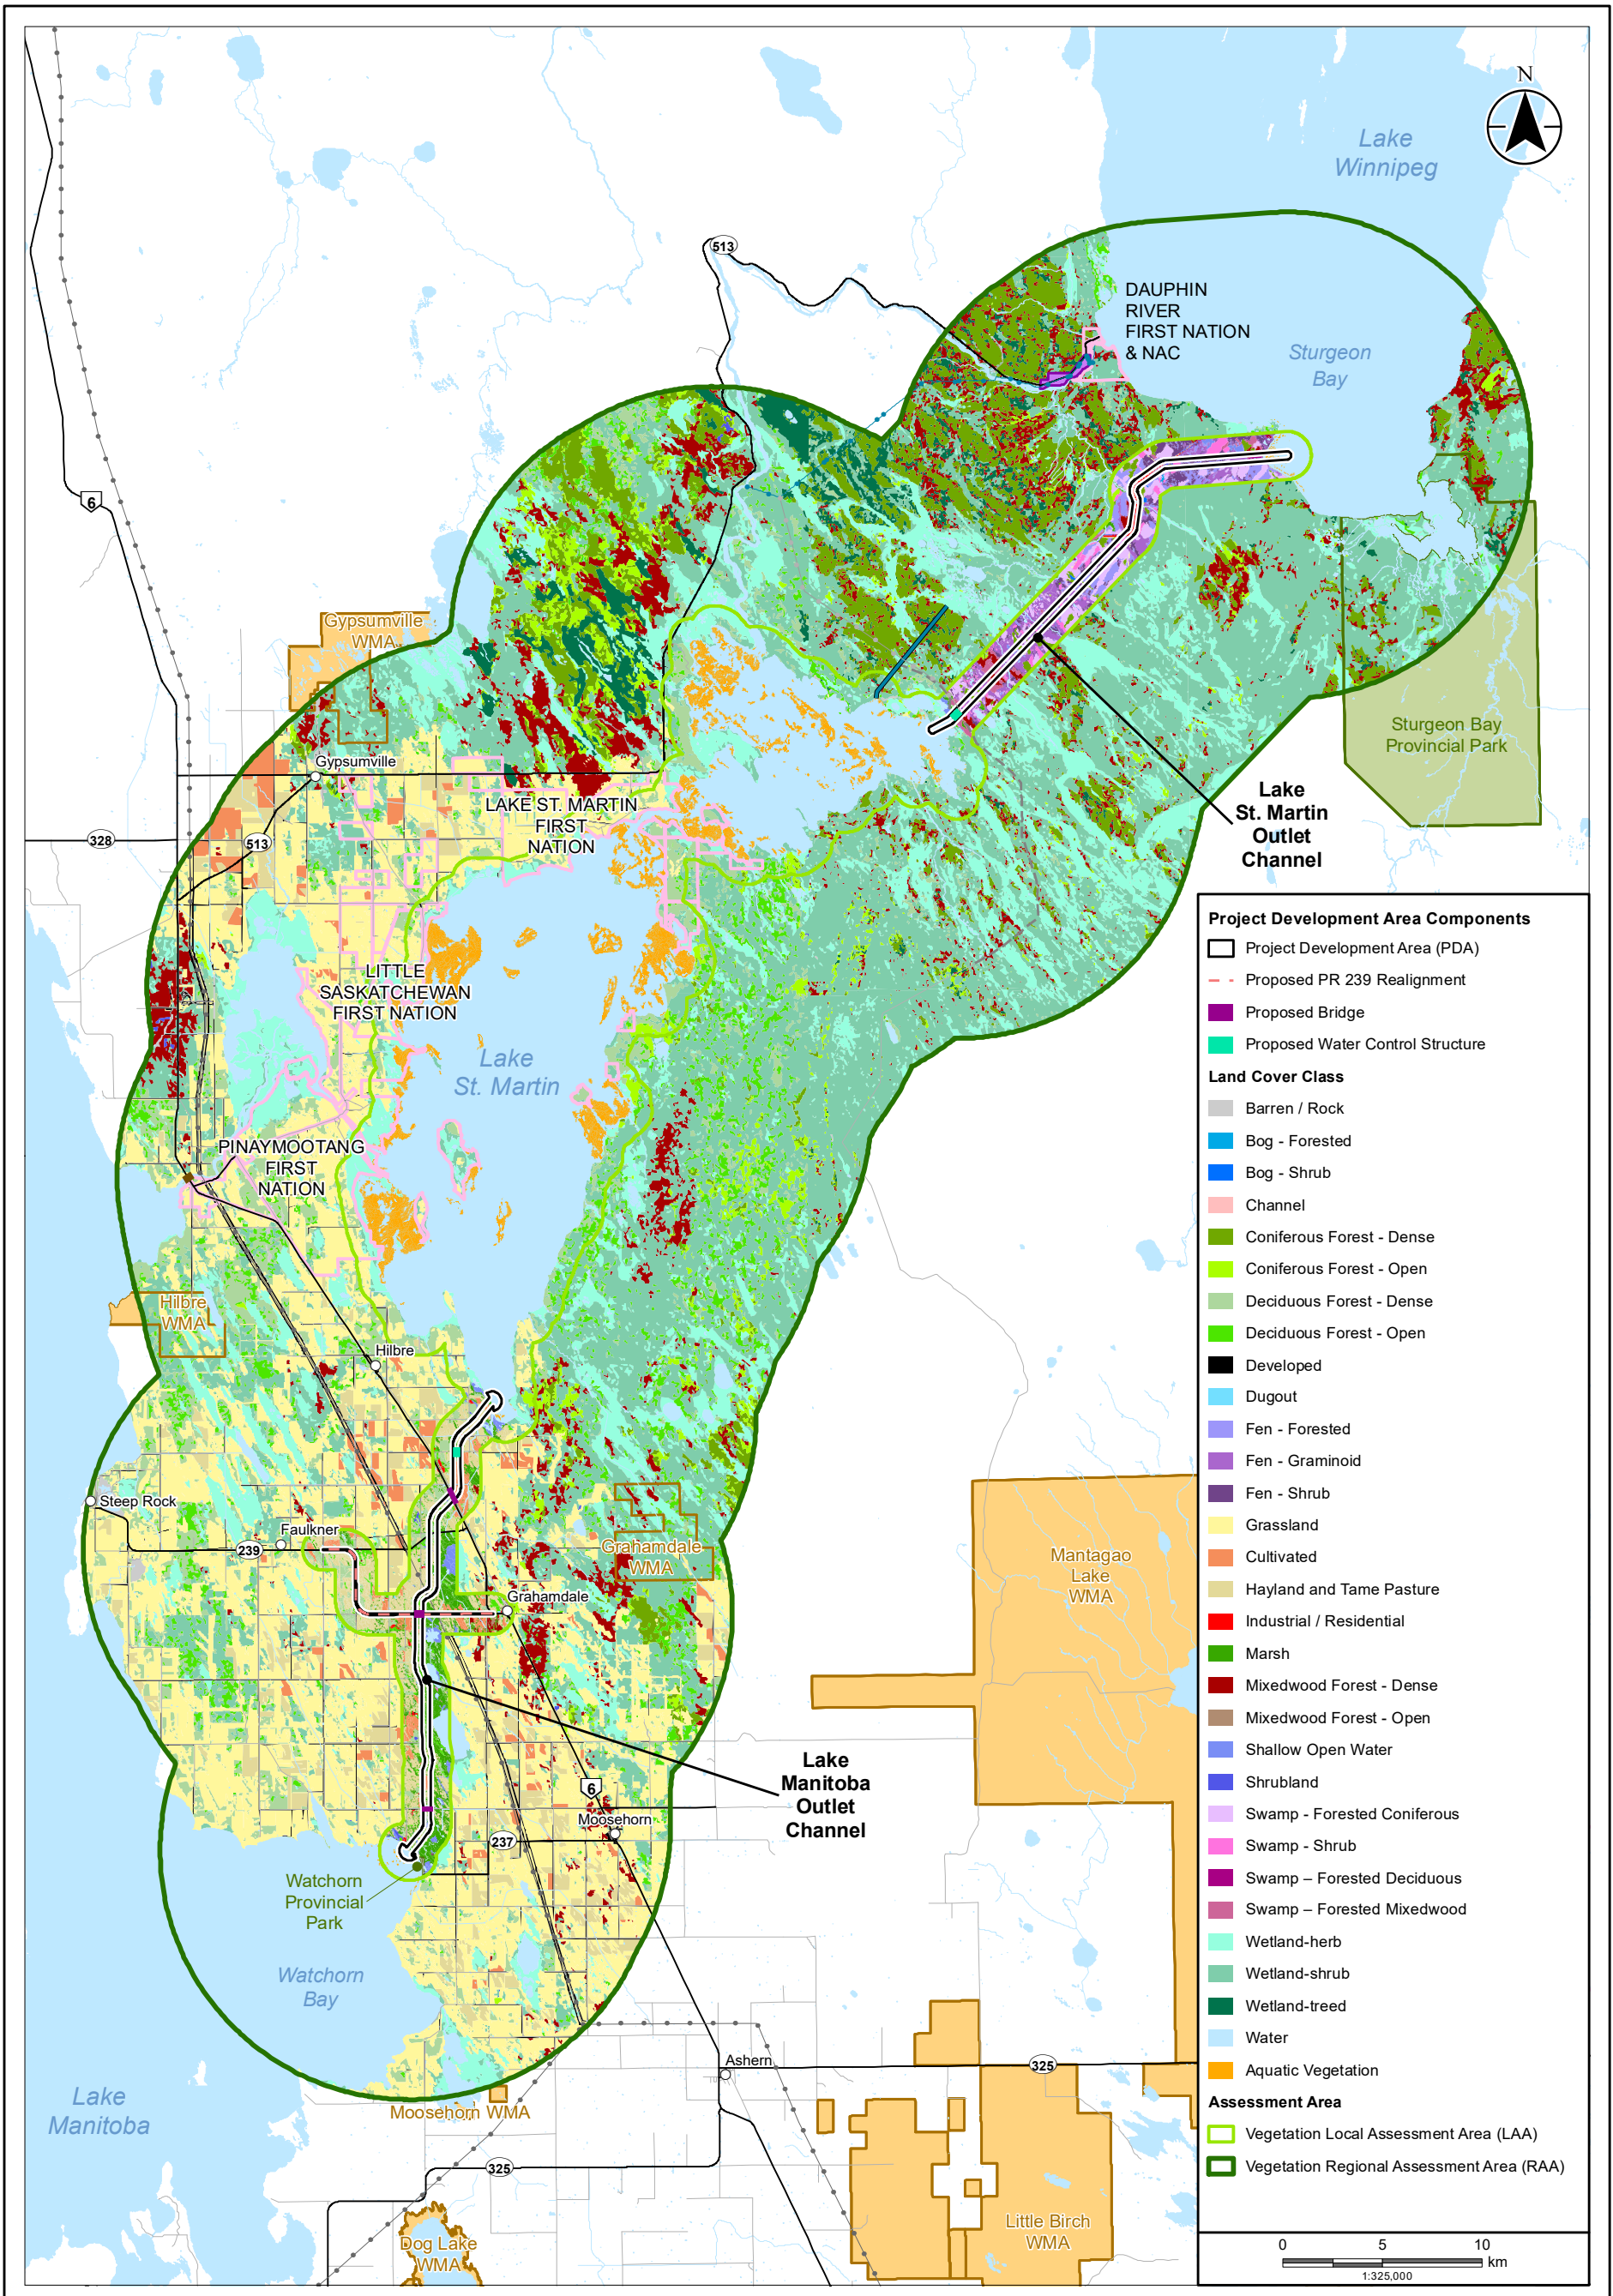 N
Lake
Winnipeg
513
DAUPHIN
RIVER
FIRST NATION
& NAC
Sturgeon
Bay
6
Gypsumville
WMA
Sturgeon Bay
Provincial Park
Gypsumville
LAKE ST. MARTIN
FIRST
NATION
Lake
St. Martin
Outlet
Channel
328
513
LITTLE
SASKATCHEWAN
FIRST NATION
Lake
St. Martin
PINAYMOOTANG
FIRST
NATION
Hilbre
WMA
Hilbre
Steep Rock
Faulkner
239
Grahamdale
WMA
Grahamdale
Mantagao
Lake
WMA
Lake
Manitoba
Outlet
Channel
6
Moosehorn
237
Watchorn
Provincial
Park
Watchorn
Bay
Ashern
325
Lake
Manitoba
Moosehorn WMA
325
Dog Lake
WMA
Little Birch
WMA
Project Development Area Components
Project Development Area (PDA)
Proposed PR 239 Realignment
Proposed Bridge
Proposed Water Control Structure
Land Cover Class
Barren / Rock
Bog - Forested
Bog - Shrub
Channel
Coniferous Forest - Dense
Coniferous Forest - Open
Deciduous Forest - Dense
Deciduous Forest - Open
Developed
Dugout
Fen - Forested
Fen - Graminoid
Fen - Shrub
Grassland
Cultivated
Hayland and Tame Pasture
Industrial / Residential
Marsh
Mixedwood Forest - Dense
Mixedwood Forest - Open
Shallow Open Water
Shrubland
Swamp - Forested Coniferous
Swamp - Shrub
Swamp – Forested Deciduous
Swamp – Forested Mixedwood
Wetland-herb
Wetland-shrub
Wetland-treed
Water
Aquatic Vegetation
Assessment Area
Vegetation Local Assessment Area (LAA)
Vegetation Regional Assessment Area (RAA)
0 5 10
km
1:325,000